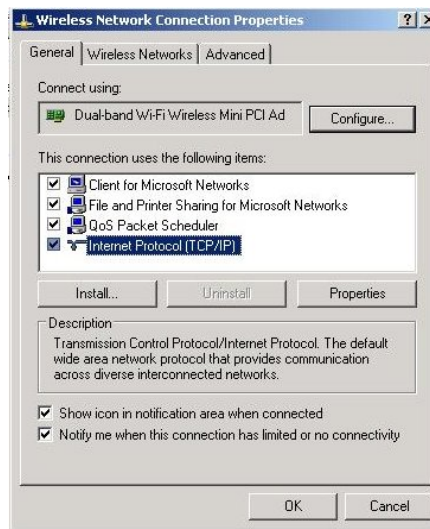 Wireless Network Connection Properties
General Wireless Networks Advanced
Connect using:
Dual-band Wi-Fi Wireless Mini PCI Ad Configure...
This connection uses the following items:
Client for Microsoft Networks
File and Printer Sharing for Microsoft Networks
QoS Packet Scheduler
Internet Protocol (TCP/IP)
Install... Uninstall Properties
Description
Transmission Control Protocol/Internet Protocol. The default
wide area network protocol that provides communication
across diverse interconnected networks.
Show icon in notification area when connected
Notify me when this connection has limited or no connectivity
OK Cancel